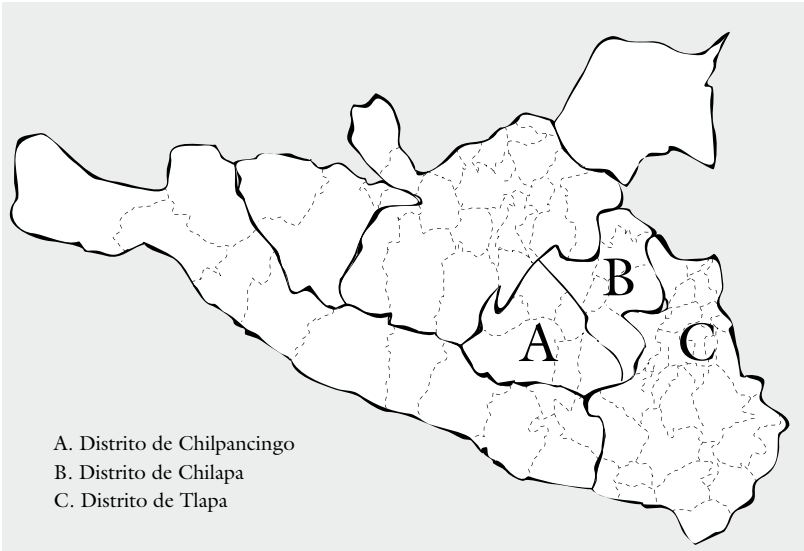 A
B
C
A. Distrito de Chilpancingo
B. Distrito de Chilapa
C. Distrito de Tlapa